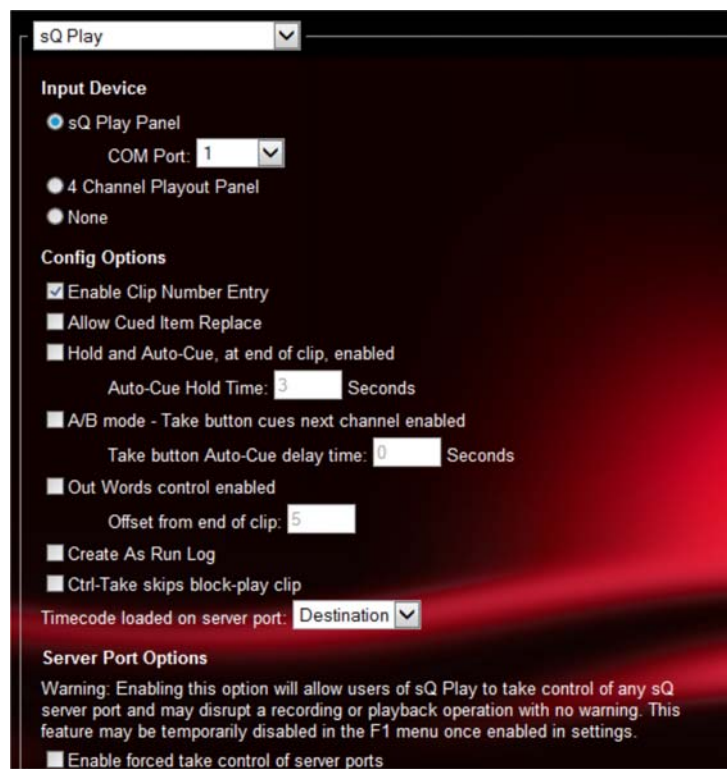 sQ Play
Input Device
sQ Play Panel
COM Port: 1
4 Channel Playout Panel
None
Config Options
Enable Clip Number Entry
Allow Cued Item Replace
Hold and Auto-Cue, at end of clip, enabled
Auto-Cue Hold Time: 3 Seconds
A/B mode - Take button cues next channel enabled
Take button Auto-Cue delay time: 0 Seconds
Out Words control enabled
Offset from end of clip: 5
Create As Run Log
Ctrl-Take skips block-play clip
Timecode loaded on server port: Destination
Server Port Options
Warning: Enabling this option will allow users of sQ Play to take control of any sQ
server port and may disrupt a recording or playback operation with no warning. This
feature may be temporarily disabled in the F1 menu once enabled in settings.
Enable forced take control of server ports